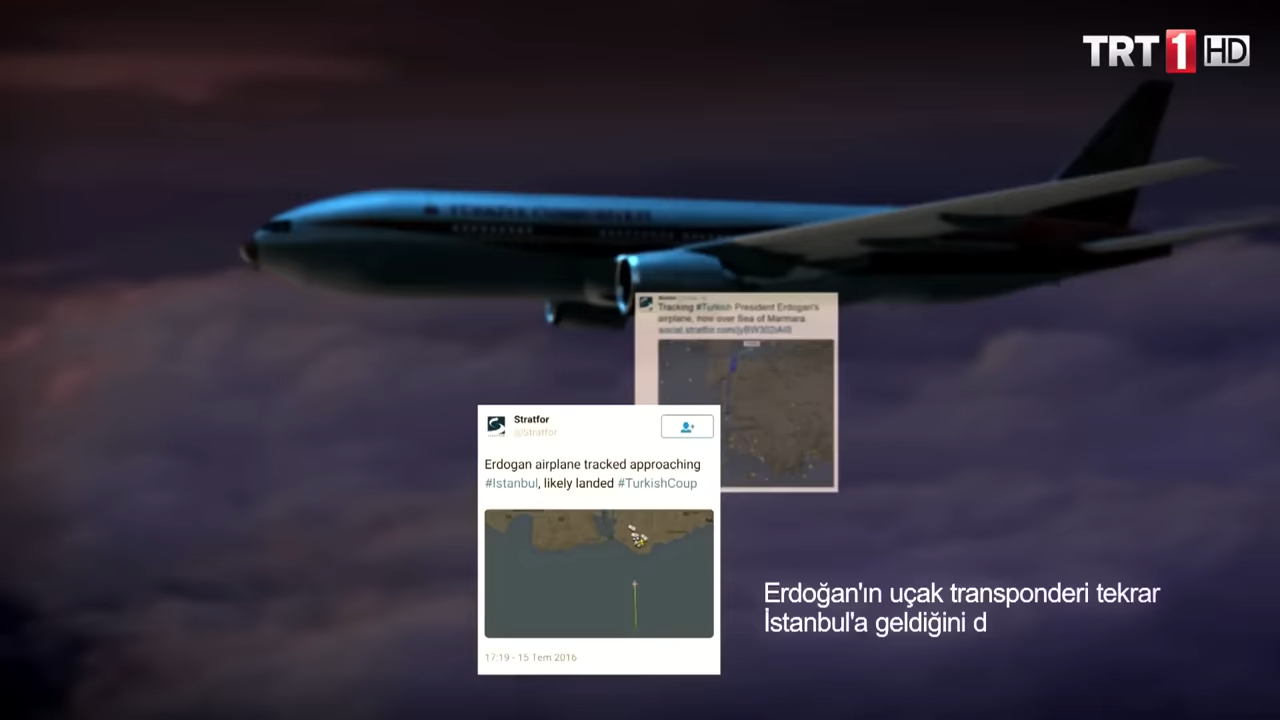 TRT 1 HD
Tracking #Turkish President Erdogan's
airplane, now over Sea of Marmara
Stratfor
@Stratfor
Erdogan airplane tracked approaching
#Istanbul, likely landed #TurkishCoup
17:19 - 15 Tem 2016
Erdoğan'ın uçak transponderi tekrar
İstanbul'a geldiğini d